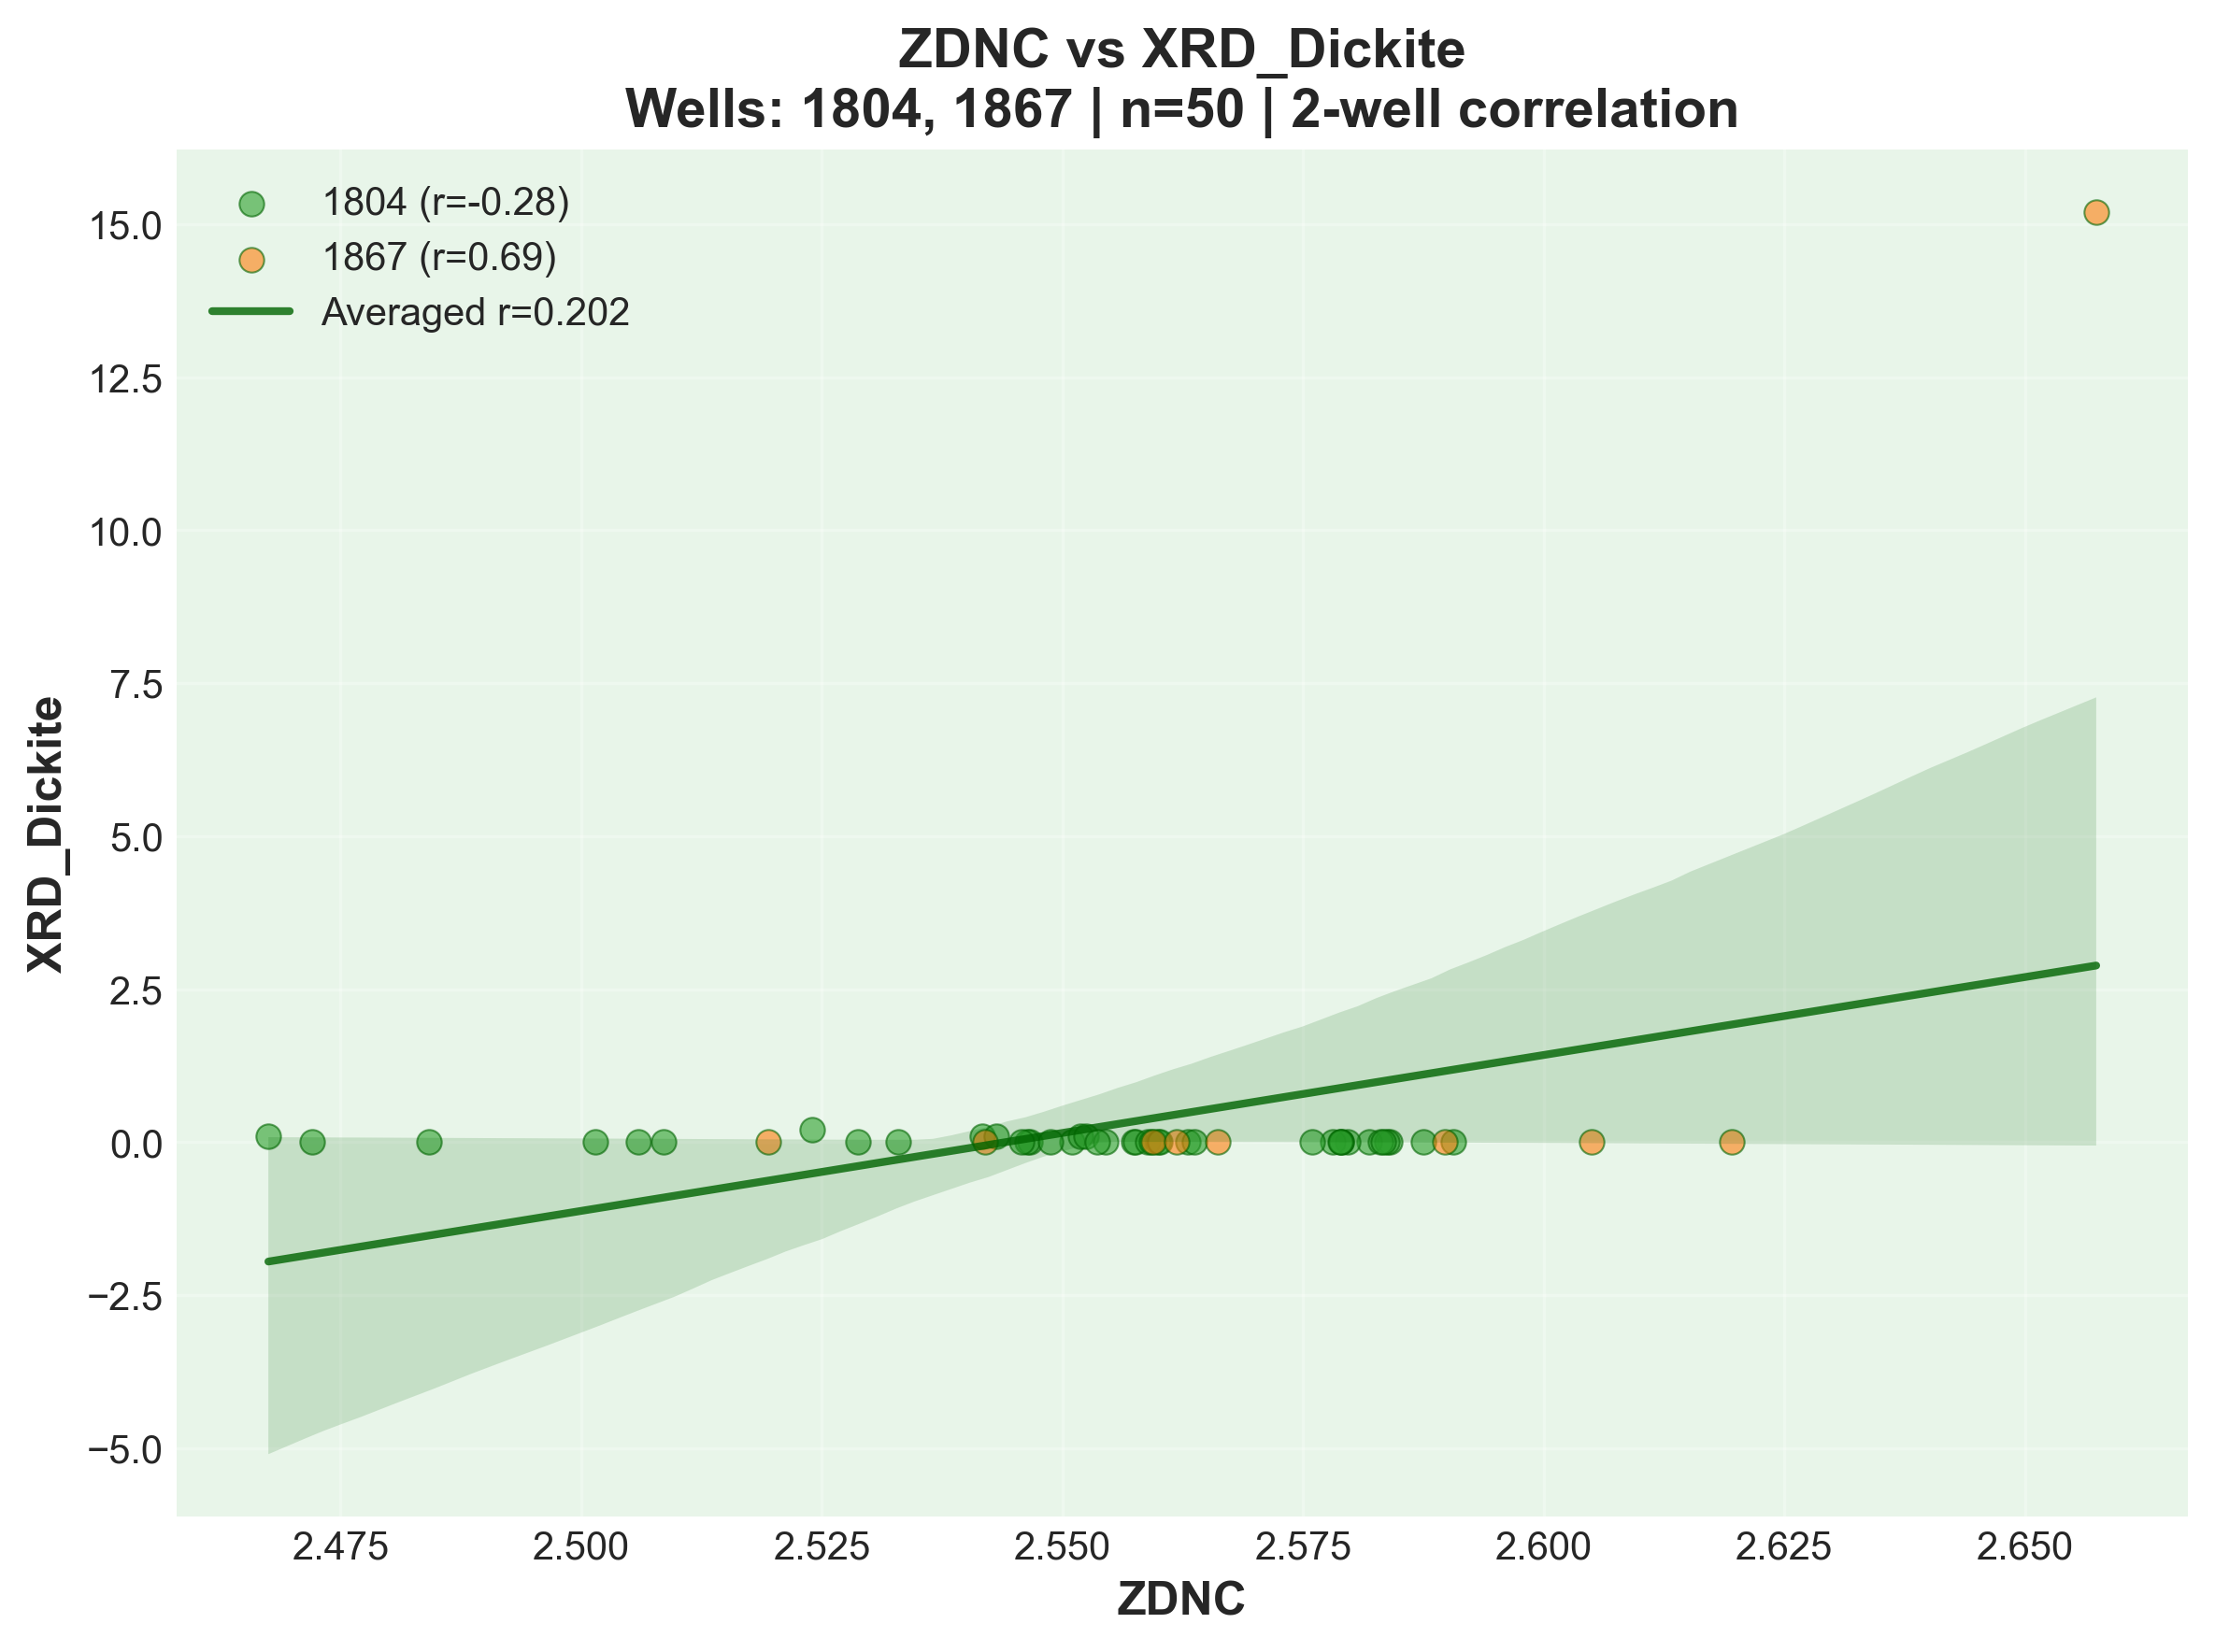 ZDNC vs XRD_Dickite
Wells: 1804, 1867 | n=50 | 2-well correlation
1804 (r=-0.28)
1867 (r=0.69)
Averaged r=0.202
15.0
12.5
10.0
7.5
5.0
2.5
0.0
−2.5
−5.0
XRD_Dickite
2.475 2.500 2.525 2.550 2.575 2.600 2.625 2.650
ZDNC